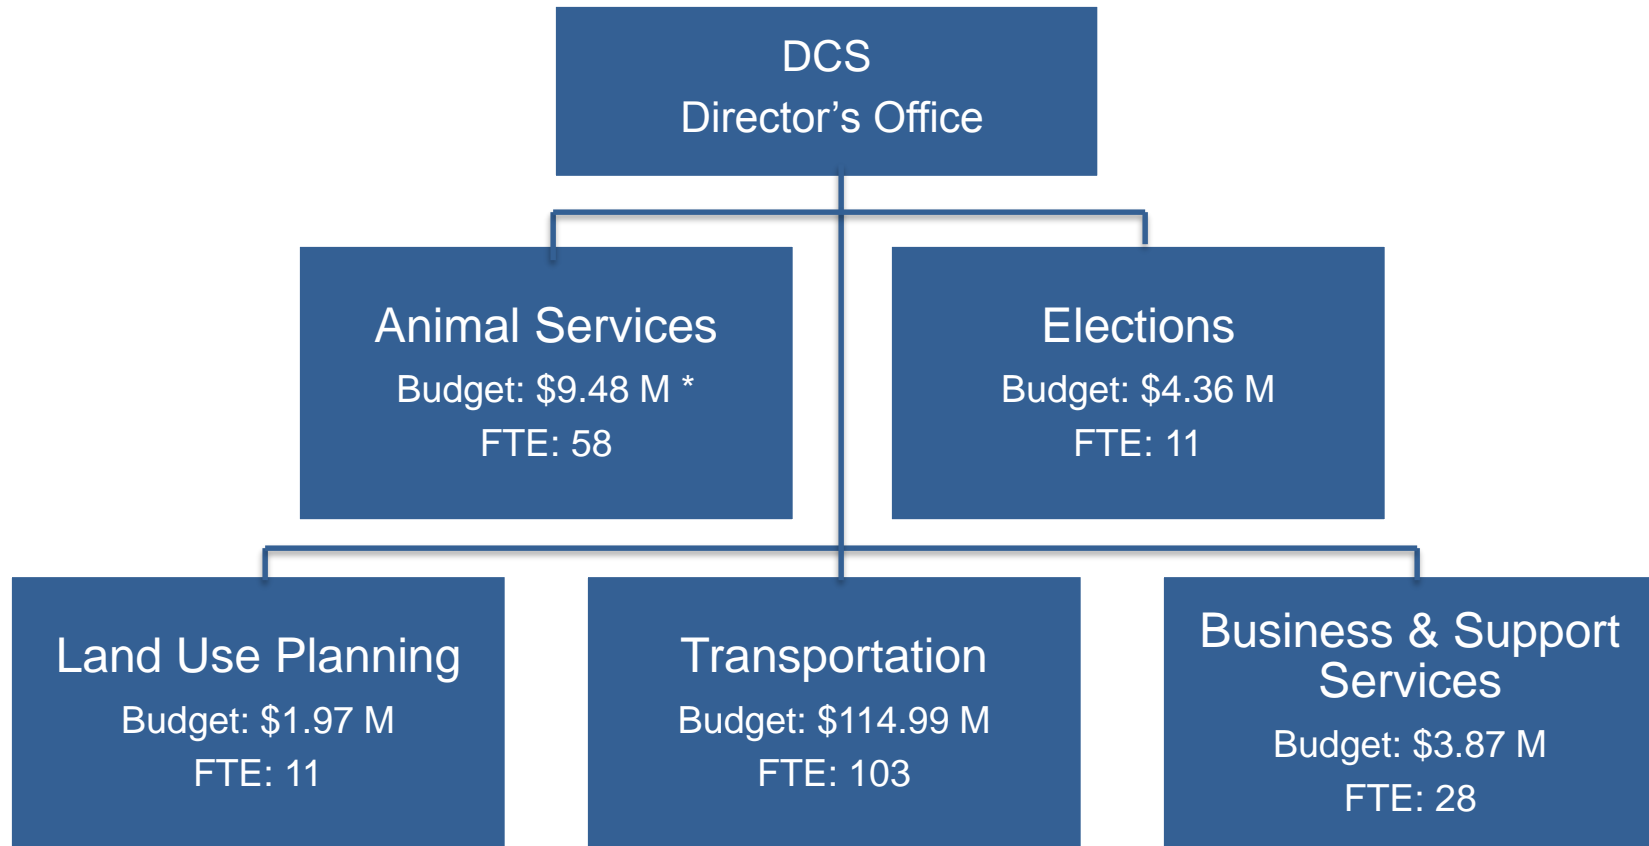 DCS
Director’s Office
Animal Services
Budget: $9.48 M *
FTE: 58
Elections
Budget: $4.36 M
FTE: 11
Land Use Planning
Budget: $1.97 M
FTE: 11
Transportation
Budget: $114.99 M
FTE: 103
Business & Support
Services
Budget: $3.87 M
FTE: 28